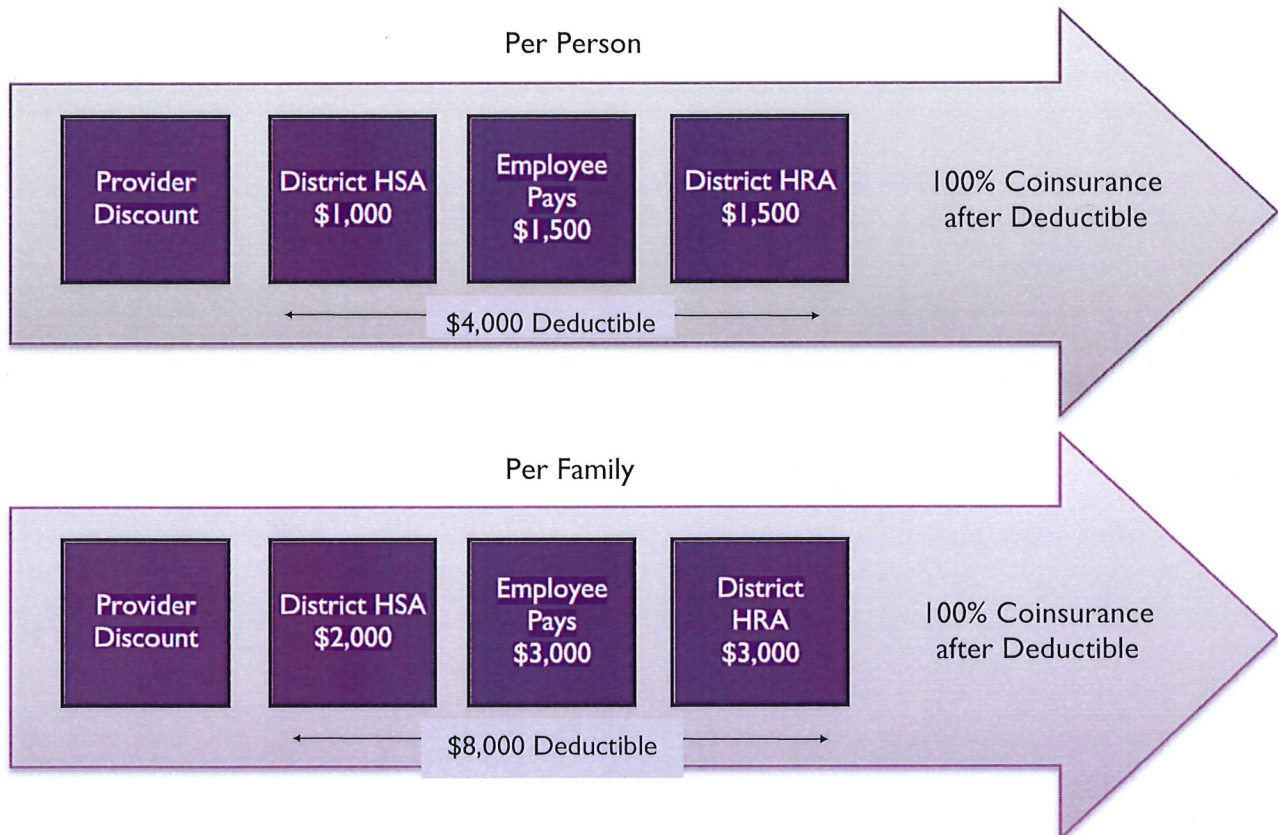 Per Person
Provider
Discount
District HSA
$1,000
Employee
Pays
$1,500
District HRA
$1,500
100% Coinsurance
after Deductible
$4,000 Deductible
Per Family
Provider
Discount
District HSA
$2,000
Employee
Pays
$3,000
District
HRA
$3,000
100% Coinsurance
after Deductible
$8,000 Deductible